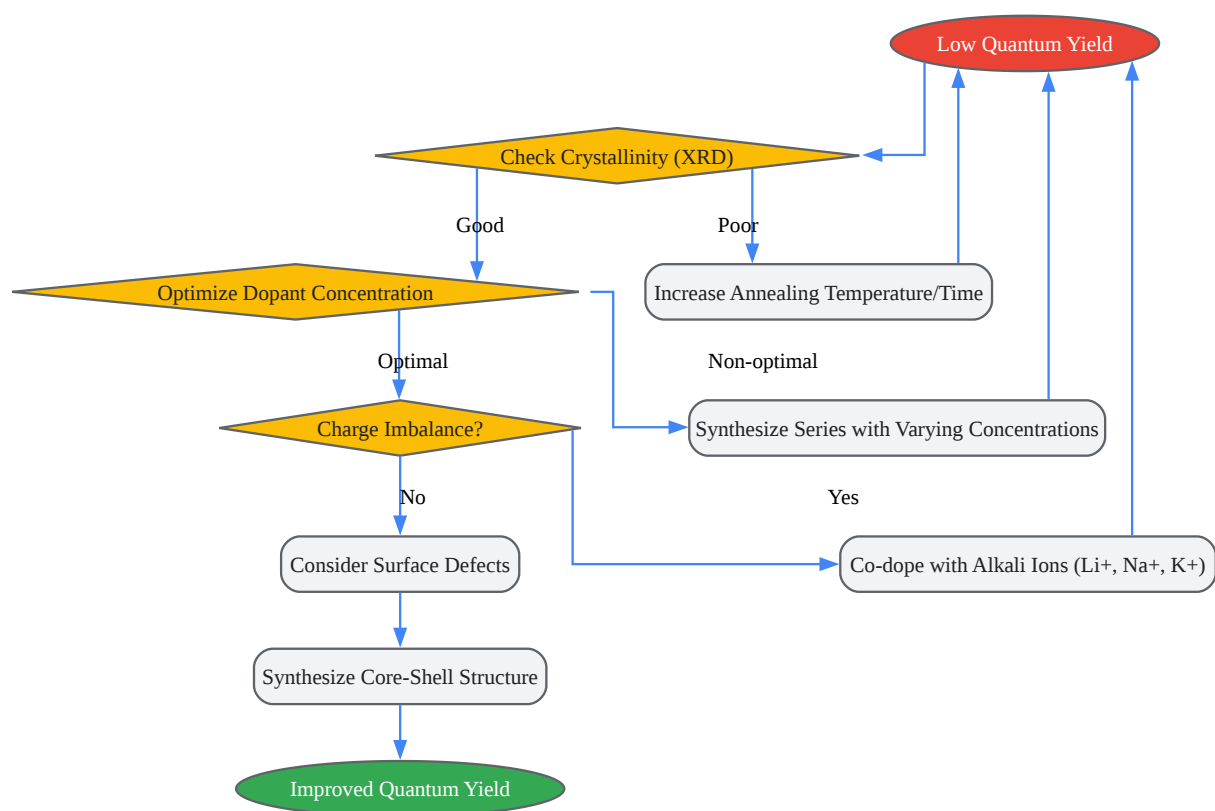 Low Quantum Yield
Check Crystallinity (XRD)
Good
Poor
Optimize Dopant Concentration
Increase Annealing Temperature/Time
Optimal
Non-optimal
Charge Imbalance?
Synthesize Series with Varying Concentrations
No
Yes
Consider Surface Defects
Co-dope with Alkali Ions (Li+, Na+, K+)
Synthesize Core-Shell Structure
Improved Quantum Yield